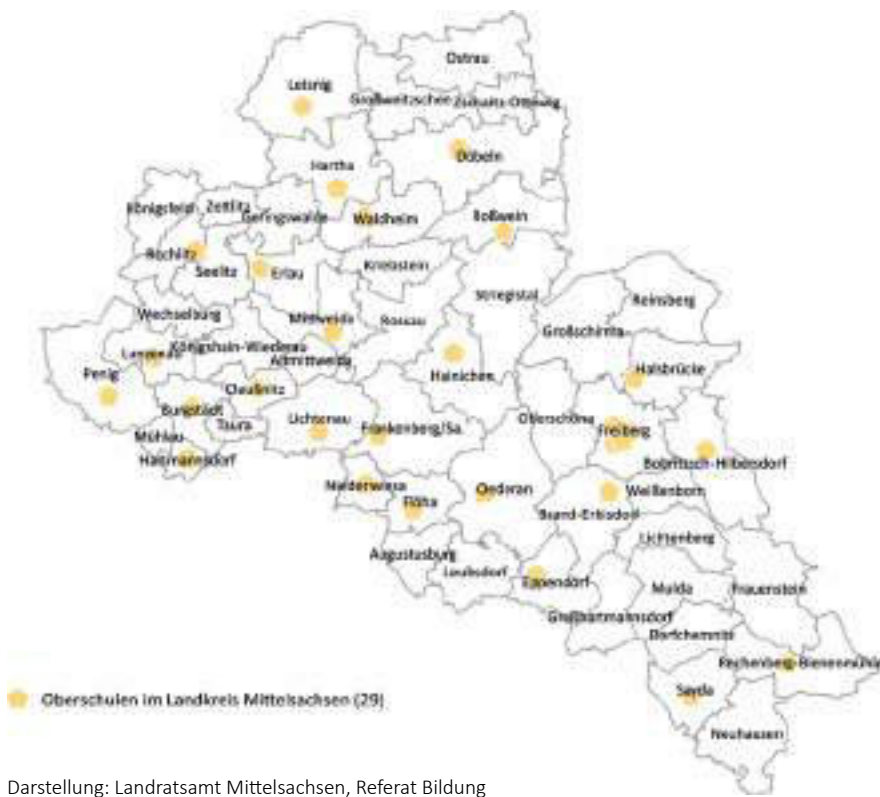 Ostrau
Leisnig
Großweitzschen Zschaitz-Ottewig
Döbeln
Hartha
Königsfeld Zettlitz
Geringswalde
Waldheim
Roßwein
Rochlitz
Seelitz
Erlau
Kriebstein
Striegistal
Reinsberg
Wechselburg
Mittweida
Rossau
Großschirma
Lunzenau
Königshain-Wiederau
Altmittweida
Penig
Hainichen
Halsbrücke
Claußnitz
Burgstädt
Taura
Lichtenau
Frankenberg/Sa.
Oberschöna
Freiberg
Mühlau
Hartmannsdorf
Bobritzsch-Hilbersdorf
Niederwiesa
Flöha
Oederan
Weißenborn
Brand-Erbisdorf
Lichtenberg
Augustusburg
Leubsdorf
Eppendorf
Mulda
Frauenstein
Großhartmannsdorf
Dorfchemnitz
Rechenberg-Bienenmühle
Sayda
Neuhausen
Oberschulen im Landkreis Mittelsachsen (29)
Darstellung: Landratsamt Mittelsachsen, Referat Bildung